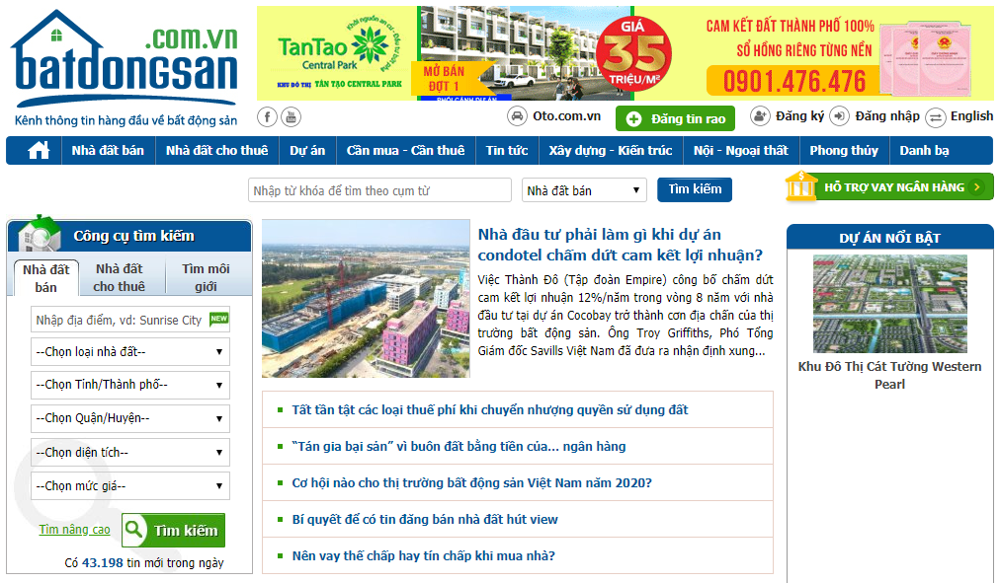 .com.vn
batdongsan
Kênh thông tin hàng đầu về bất động sản
TanTao
Central Park
Khơi nguồn an cư - Đầu tư bứt phá
KHU ĐÔ THỊ TÂN TẠO CENTRAL PARK
MỞ BÁN
ĐỢT 1
PHỐI CẢNH DỰ ÁN
GIÁ
35
TRIỆU/M²
CAM KẾT ĐẤT THÀNH PHỐ 100%
SỔ HỒNG RIÊNG TỪNG NỀN
0901.476.476
Oto.com.vn
Đăng tin rao
Đăng ký
Đăng nhập
English
Nhà đất bán
Nhà đất cho thuê
Dự án
Cần mua - Cần thuê
Tin tức
Xây dựng - Kiến trúc
Nội - Ngoại thất
Phong thủy
Danh bạ
Nhập từ khóa để tìm theo cụm từ
Nhà đất bán
Tìm kiếm
HỖ TRỢ VAY NGÂN HÀNG
Công cụ tìm kiếm
Nhà đất
bán
Nhà đất
cho thuê
Tìm môi
giới
Nhập địa điểm, vd: Sunrise City
NEW
--Chọn loại nhà đất--
--Chọn Tỉnh/Thành phố--
--Chọn Quận/Huyện--
--Chọn diện tích--
--Chọn mức giá--
Tìm nâng cao
Tìm kiếm
Có 43.198 tin mới trong ngày
Nhà đầu tư phải làm gì khi dự án
condotel chấm dứt cam kết lợi nhuận?
Việc Thành Đô (Tập đoàn Empire) công bố chấm dứt
cam kết lợi nhuận 12%/năm trong vòng 8 năm với nhà
đầu tư tại dự án Cocobay trở thành cơn địa chấn của thị
trường bất động sản. Ông Troy Griffiths, Phó Tổng
Giám đốc Savills Việt Nam đã đưa ra nhận định xung...
Tất tần tật các loại thuế phí khi chuyển nhượng quyền sử dụng đất
“Tán gia bại sản” vì buôn đất bằng tiền của... ngân hàng
Cơ hội nào cho thị trường bất động sản Việt Nam năm 2020?
Bí quyết để có tin đăng bán nhà đất hút view
Nên vay thế chấp hay tín chấp khi mua nhà?
DỰ ÁN NỔI BẬT
Khu Đô Thị Cát Tường Western
Pearl